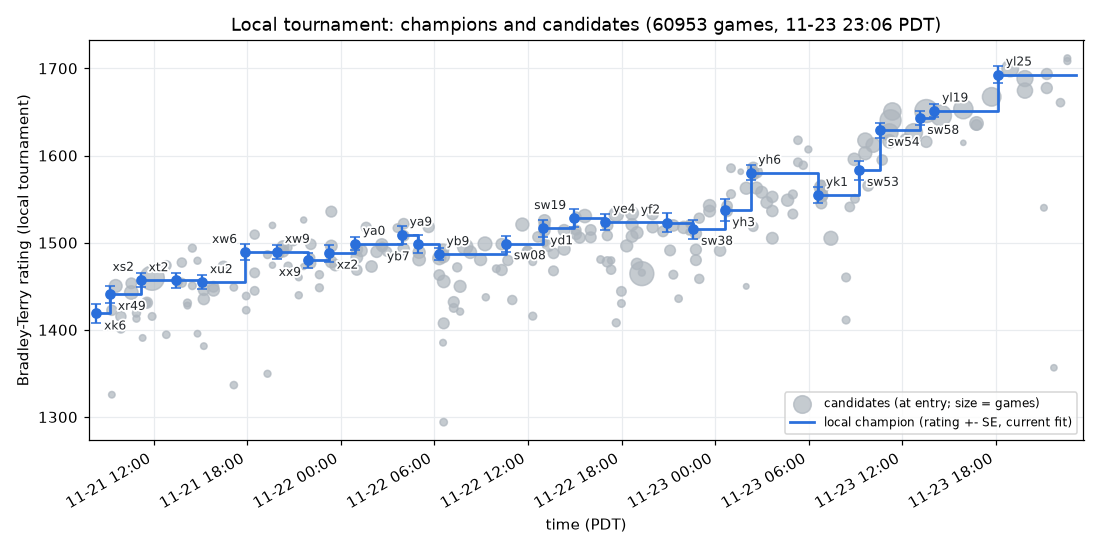 Local tournament: champions and candidates (60953 games, 11-23 23:06 PDT)
Bradley-Terry rating (local tournament)
1700
1600
1500
1400
1300
xk6
xr49
xs2
xt2
xu2
xw6
xw9
xx9
xz2
ya0
yb7
ya9
yb9
sw08
yd1
sw19
ye4
yf2
sw38
yh3
yh6
yk1
sw53
sw54
sw58
yl19
yl25
candidates (at entry; size = games)
local champion (rating +- SE, current fit)
11-21 12:00
11-21 18:00
11-22 00:00
11-22 06:00
11-22 12:00
11-22 18:00
11-23 00:00
11-23 06:00
11-23 12:00
11-23 18:00
time (PDT)